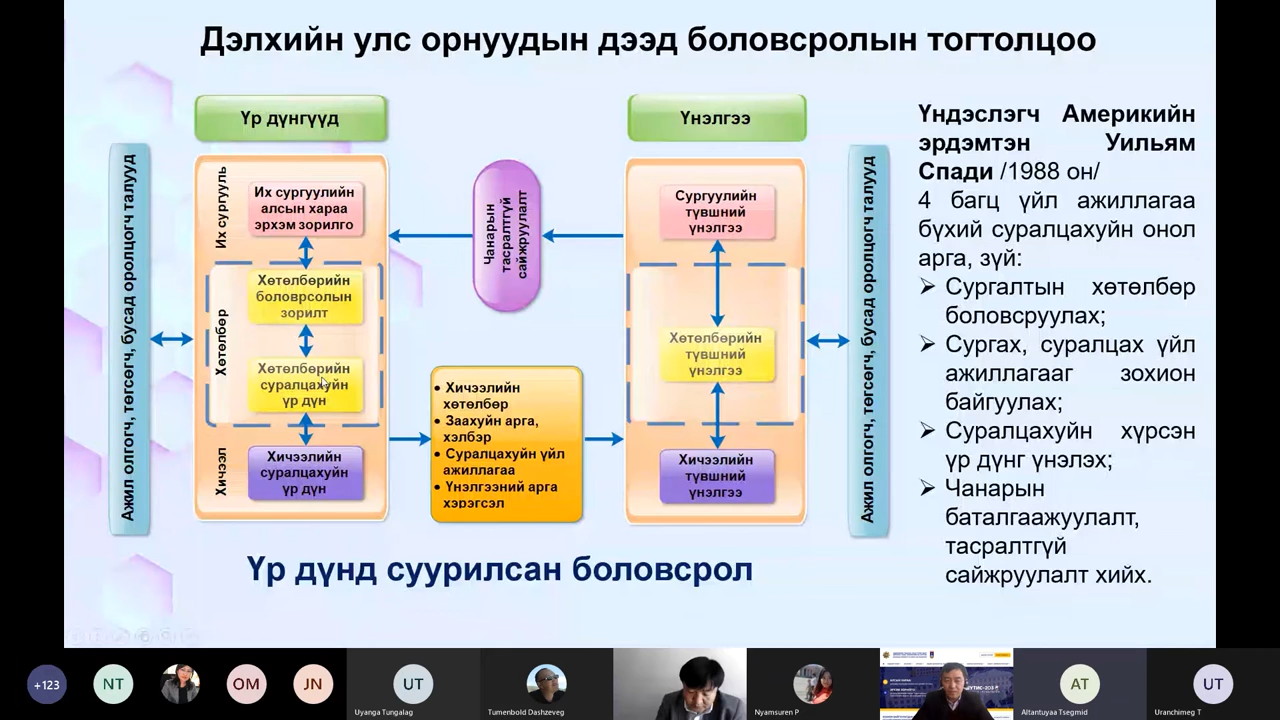 Дэлхийн улс орнуудын дээд боловсролын тогтолцоо
Ажил олгогч, төгсөгч, бусад оролцогч талууд
Үр дүнгүүд
Их сургууль
Их сургуулийн
алсын хараа
эрхэм зорилго
Хөтөлбөр
Хөтөлбөрийн
боловрсолын
зорилт
Хөтөлбөрийн
суралцахуйн
үр дүн
Хичээл
Хичээлийн
суралцахуйн
үр дүн
Чанарын
тасралтгүй
сайжруулалт
• Хичээлийн
хөтөлбөр
• Заахуйн арга,
хэлбэр
• Суралцахуйн үйл
ажиллагаа
• Үнэлгээний арга
хэрэгсэл
Үнэлгээ
Сургуулийн
түвшний
үнэлгээ
Хөтөлбөрийн
түвшний
үнэлгээ
Хичээлийн
түвшний
үнэлгээ
Ажил олгогч, төгсөгч, бусад оролцогч талууд
Үндэслэгч Америкийн
эрдэмтэн Уильям
Спади /1988 он/
4 багц үйл ажиллагаа
бүхий суралцахуйн онол
арга, зүй:
➢ Сургалтын хөтөлбөр
боловсруулах;
➢ Сургах, суралцах үйл
ажиллагааг зохион
байгуулах;
➢ Суралцахуйн хүрсэн
үр дүнг үнэлэх;
➢ Чанарын
баталгаажуулалт,
тасралтгүй
сайжруулалт хийх.
Үр дүнд суурилсан боловсрол
+123
NT
OM
JN
UT
Uyanga Tungalag
Tumenbold Dashzeveg
Nyamsuren P
AT
Altantuyaa Tsegmid
UT
Uranchimeg T